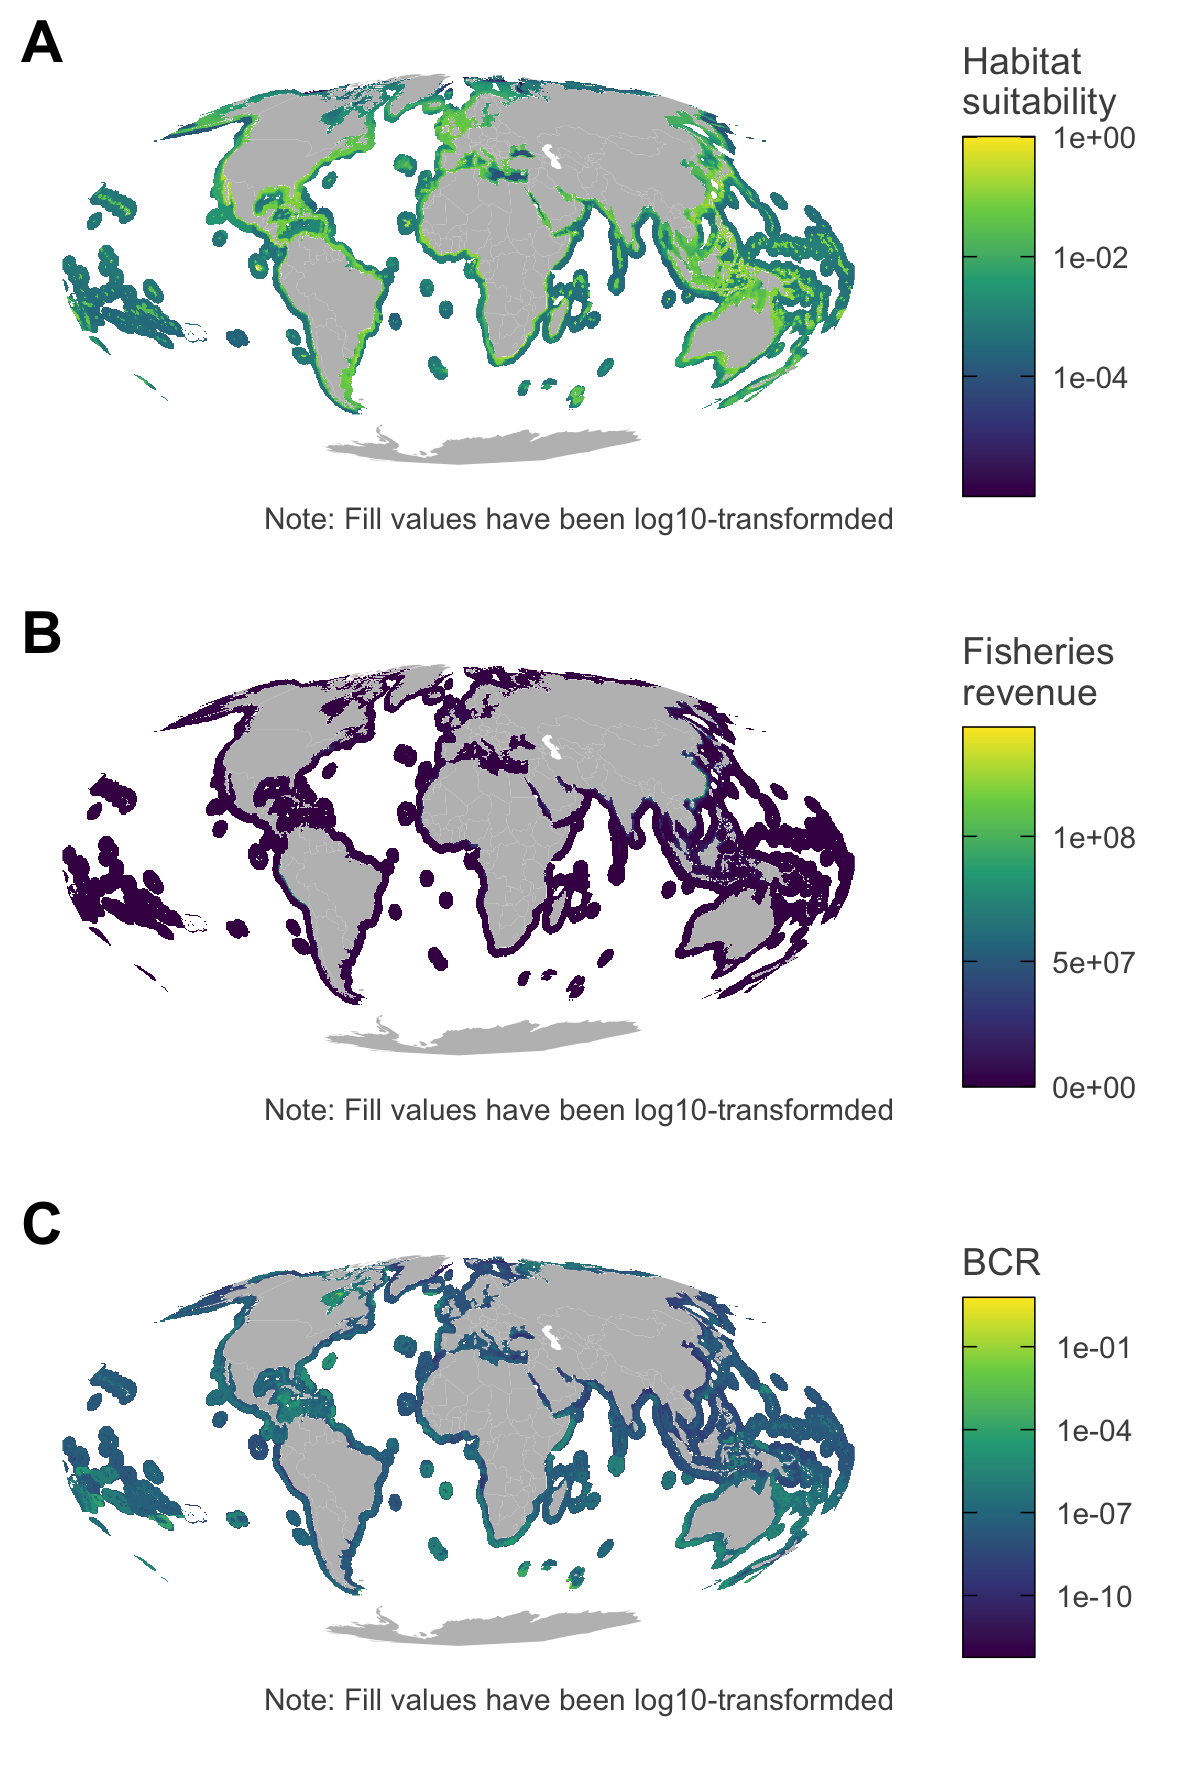 A
Habitat
suitability
1e+00
1e-02
1e-04
Note: Fill values have been log10-transformded
B
Fisheries
revenue
1e+08
5e+07
0e+00
Note: Fill values have been log10-transformded
C
BCR
1e-01
1e-04
1e-07
1e-10
Note: Fill values have been log10-transformded